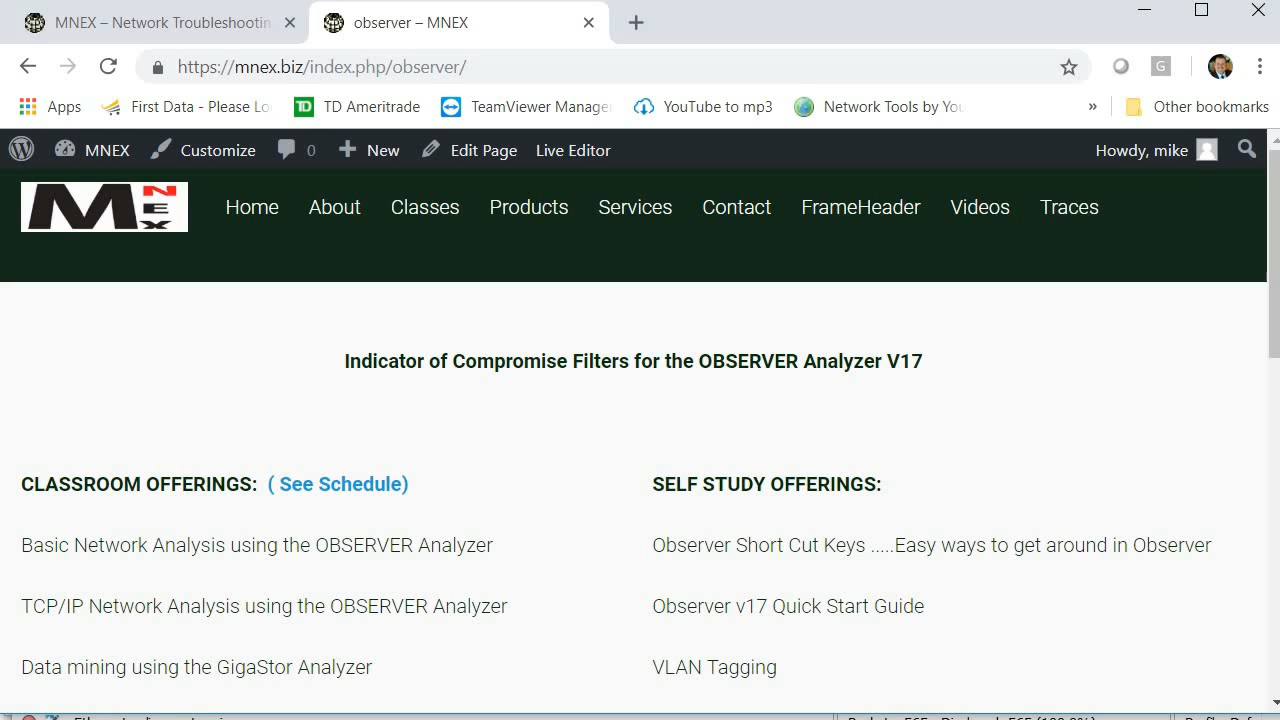 MNEX – Network Troubleshootin
observer – MNEX
https://mnex.biz/index.php/observer/
G
Apps
First Data - Please Lo
TD
TD Ameritrade
TeamViewer Manage
YouTube to mp3
Network Tools by You
»
Other bookmarks
MNEX
Customize
0
New
Edit Page
Live Editor
Howdy, mike
MNEX
Home
About
Classes
Products
Services
Contact
FrameHeader
Videos
Traces
Indicator of Compromise Filters for the OBSERVER Analyzer V17
CLASSROOM OFFERINGS: ( See Schedule)
Basic Network Analysis using the OBSERVER Analyzer
TCP/IP Network Analysis using the OBSERVER Analyzer
Data mining using the GigaStor Analyzer
SELF STUDY OFFERINGS:
Observer Short Cut Keys .....Easy ways to get around in Observer
Observer v17 Quick Start Guide
VLAN Tagging